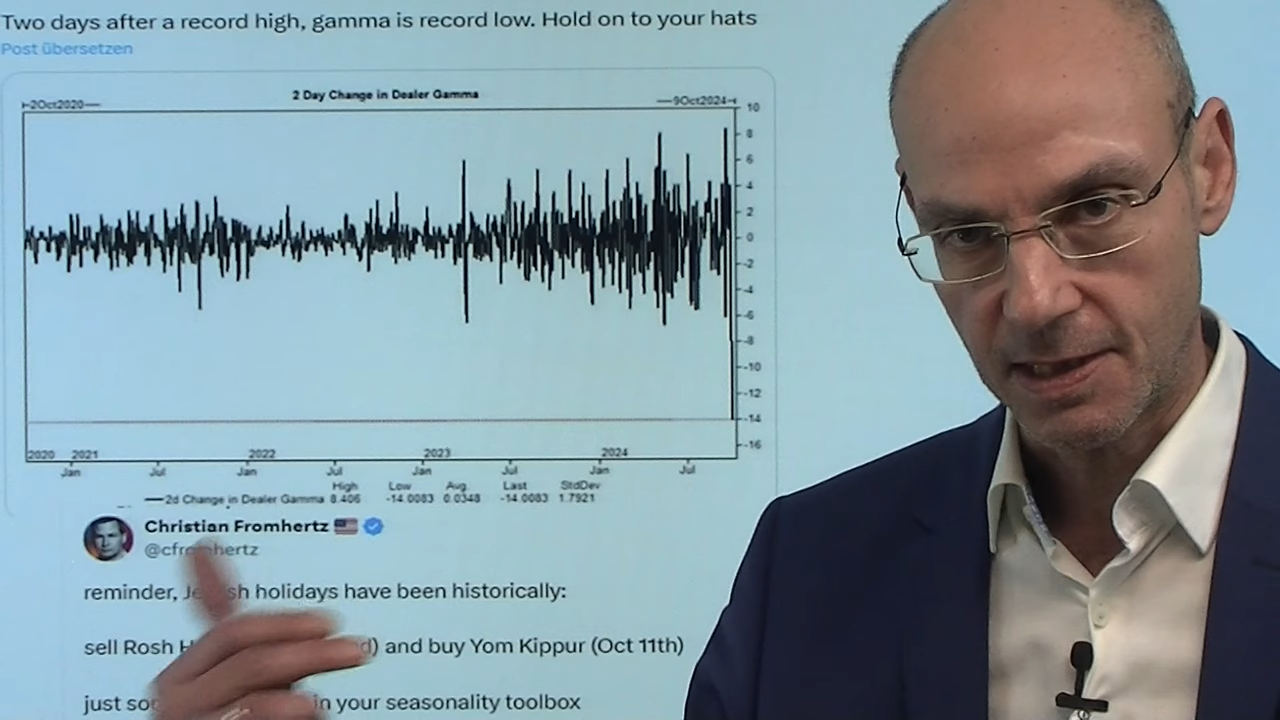 Two days after a record high, gamma is record low. Hold on to your hats
Post übersetzen
2 Day Change in Dealer Gamma
2Oct2020
9Oct2024
10
8
6
4
2
0
-2
-4
-6
-8
-10
-12
-14
-16
2020 2021 2022 2023 2024
Jan Jul Jan Jul Jan Jul Jan Jul
High Low Avg. Last StdDev
2d Change in Dealer Gamma 8.406 -14.0083 0.0348 -14.0083 1.7921
Christian Fromhertz
reminder, holidays have been historically:
sell Rosh and buy Yom Kippur (Oct 11th)
just in your seasonality toolbox